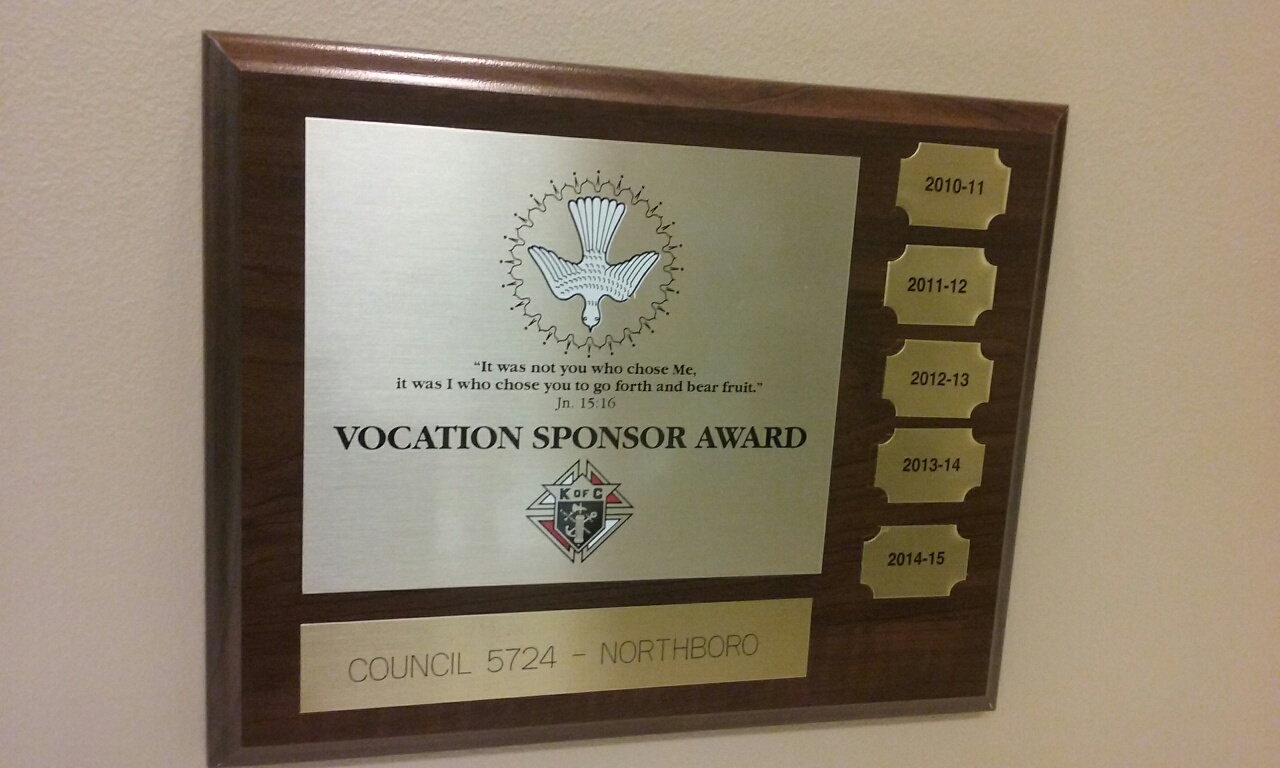 "It was not you who chose Me,
it was I who chose you to go forth and bear fruit."
Jn. 15:16
VOCATION SPONSOR AWARD
K OF C
COUNCIL 5724 - NORTHBORO
2010-11
2011-12
2012-13
2013-14
2014-15